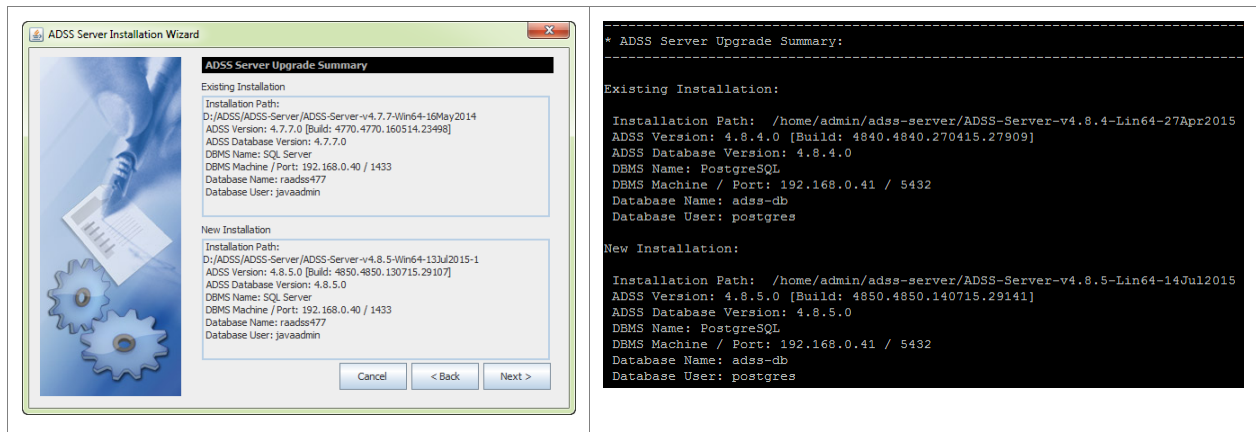 ADSS Server Installation Wizard
ADSS Server Upgrade Summary
Existing Installation
Installation Path:
D:/ADSS/ADSS-Server/ADSS-Server-v4.7.7-Win64-16May2014
ADSS Version: 4.7.7.0 [Build: 4770.4770.160514.23498]
ADSS Database Version: 4.7.7.0
DBMS Name: SQL Server
DBMS Machine / Port: 192.168.0.40 / 1433
Database Name: raadss477
Database User: javaadmin
New Installation
Installation Path:
D:/ADSS/ADSS-Server/ADSS-Server-v4.8.5-Win64-13Jul2015-1
ADSS Version: 4.8.5.0 [Build: 4850.4850.130715.29107]
ADSS Database Version: 4.8.5.0
DBMS Name: SQL Server
DBMS Machine / Port: 192.168.0.40 / 1433
Database Name: raadss477
Database User: javaadmin
Cancel < Back Next >
* ADSS Server Upgrade Summary:
Existing Installation:
Installation Path: /home/admin/adss-server/ADSS-Server-v4.8.4-Lin64-27Apr2015
ADSS Version: 4.8.4.0 [Build: 4840.4840.270415.27909]
ADSS Database Version: 4.8.4.0
DBMS Name: PostgreSQL
DBMS Machine / Port: 192.168.0.41 / 5432
Database Name: adss-db
Database User: postgres
New Installation:
Installation Path: /home/admin/adss-server/ADSS-Server-v4.8.5-Lin64-14Jul2015
ADSS Version: 4.8.5.0 [Build: 4850.4850.140715.29141]
ADSS Database Version: 4.8.5.0
DBMS Name: PostgreSQL
DBMS Machine / Port: 192.168.0.41 / 5432
Database Name: adss-db
Database User: postgres